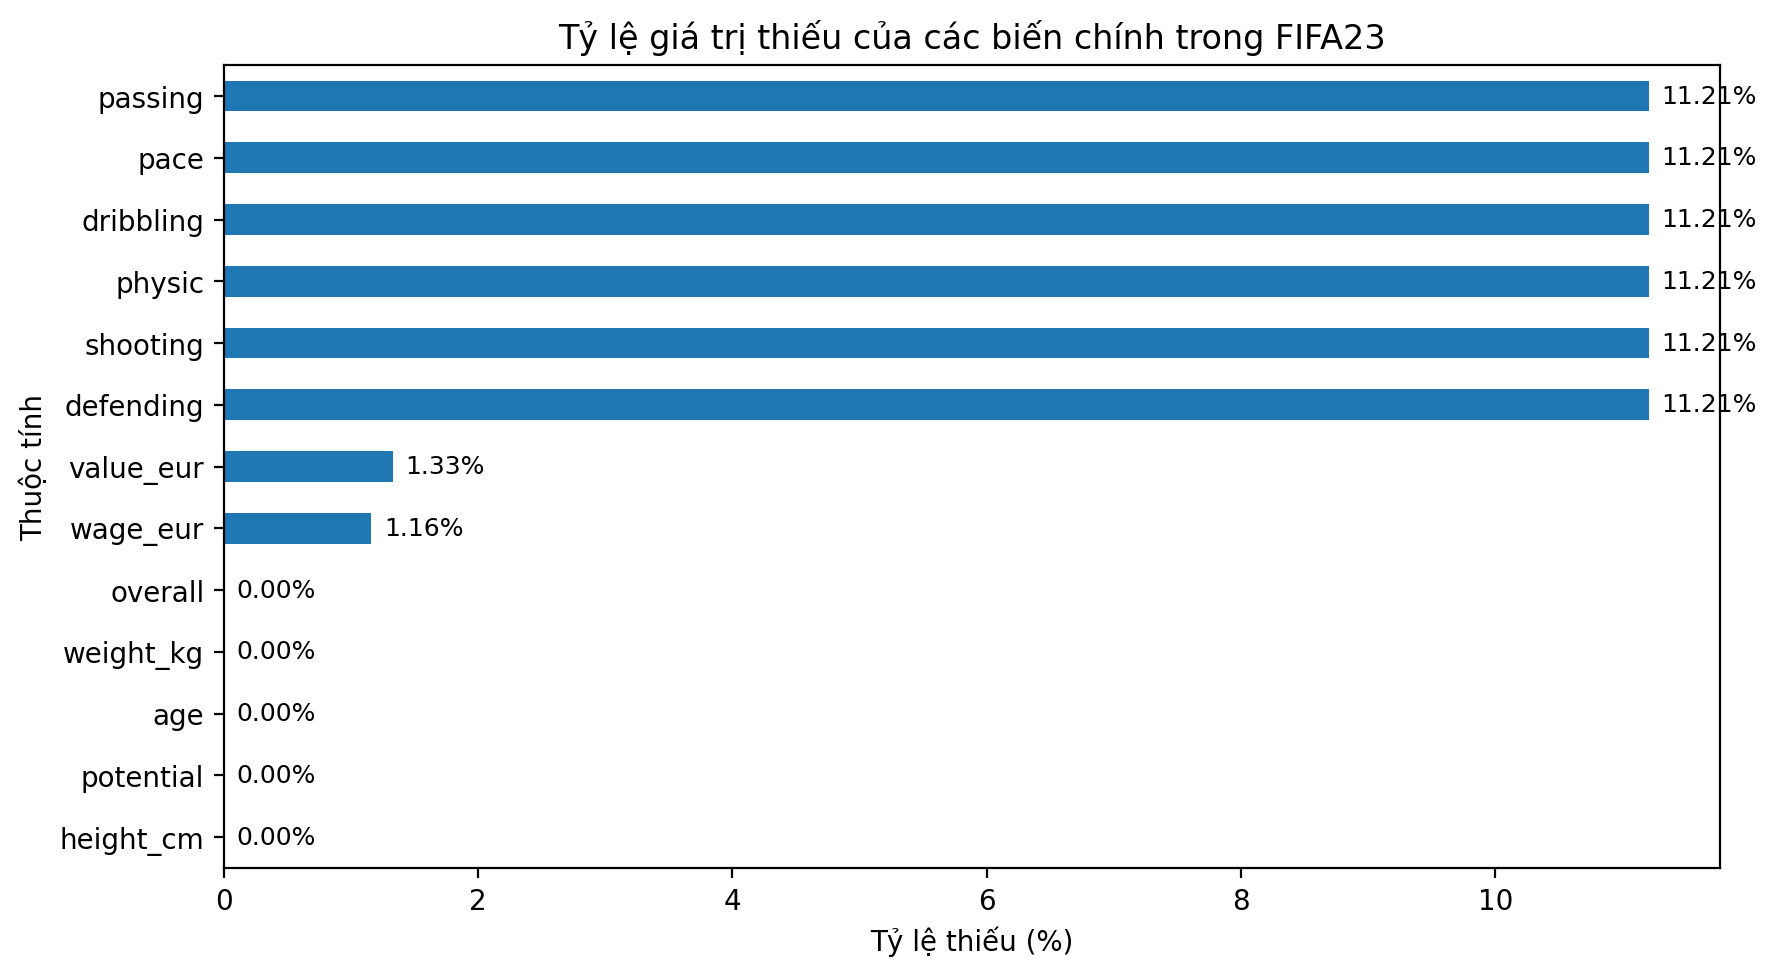 Tỷ lệ giá trị thiếu của các biến chính trong FIFA23
passing 11.21%
pace 11.21%
dribbling 11.21%
physic 11.21%
shooting 11.21%
defending 11.21%
value_eur 1.33%
wage_eur 1.16%
overall 0.00%
weight_kg 0.00%
age 0.00%
potential 0.00%
height_cm 0.00%
Thuộc tính
0 2 4 6 8 10
Tỷ lệ thiếu (%)